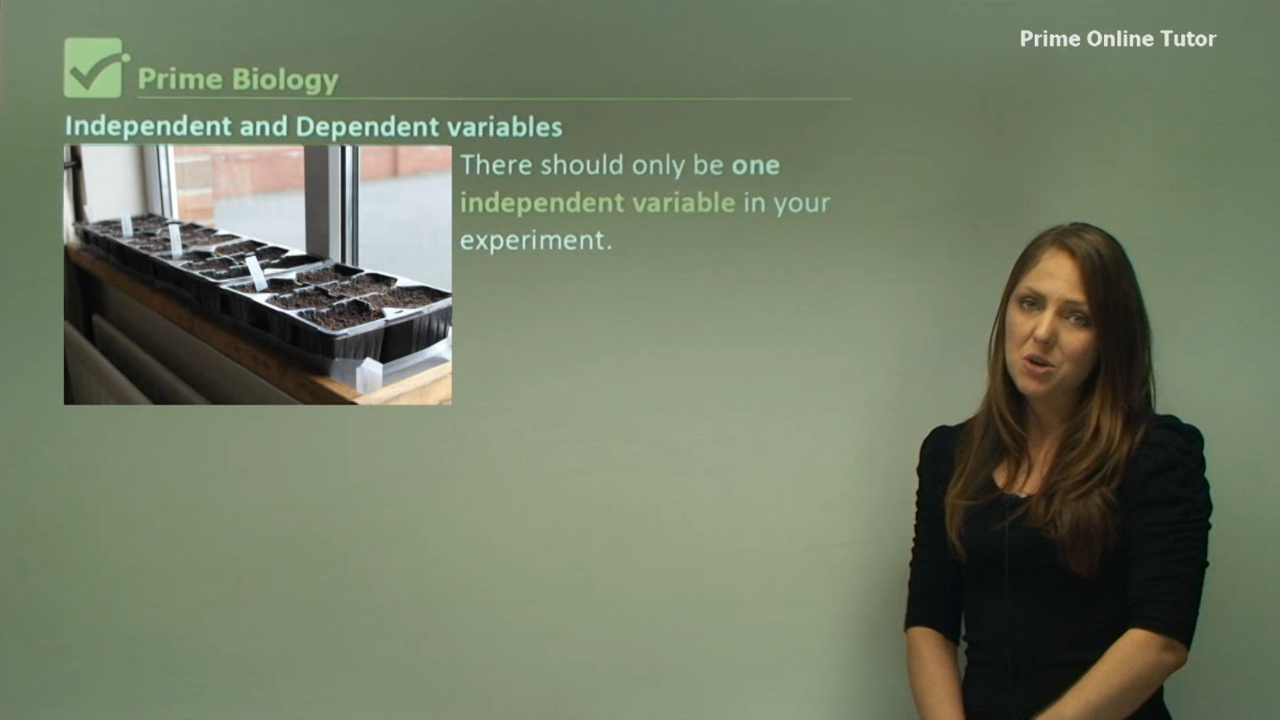 Prime Online Tutor
Prime Biology
Independent and Dependent variables
There should only be one
independent variable in your
experiment.